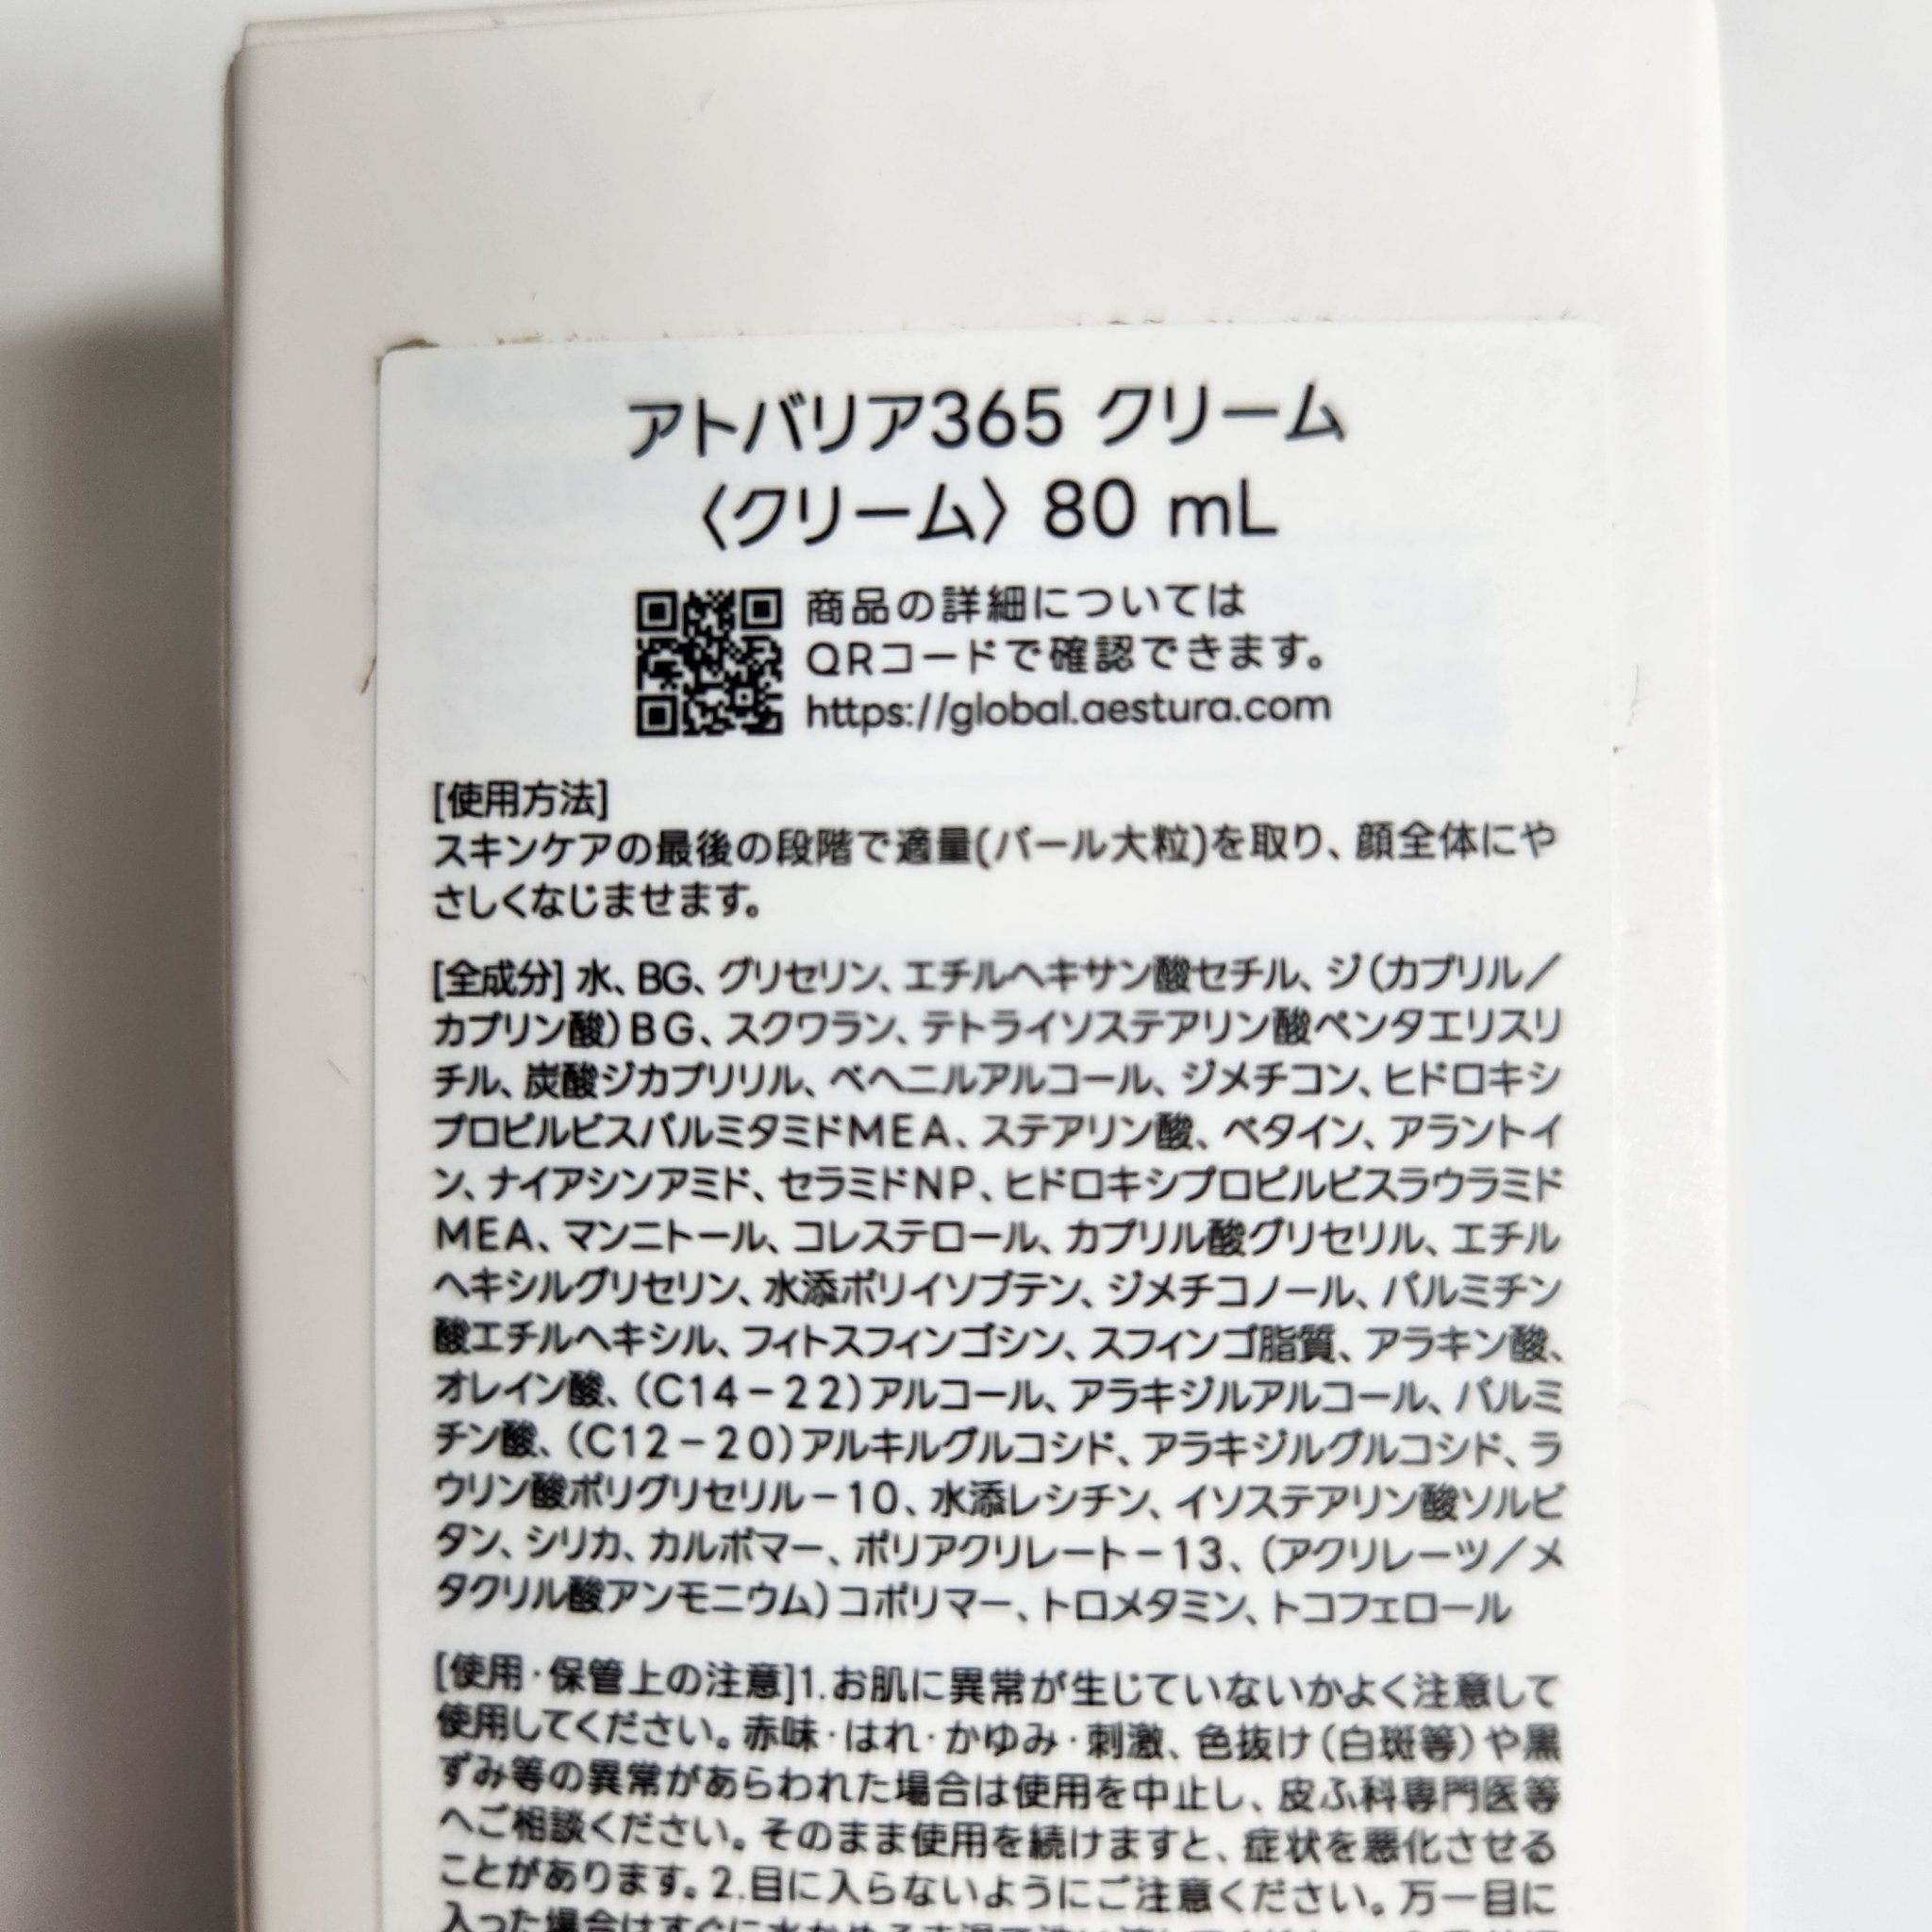 アトバリア365 クリーム
〈クリーム〉80 mL
商品の詳細については
QRコードで確認できます。
https://global.aestura.com
[使用方法]
スキンケアの最後の段階で適量(パール大粒)を取り、顔全体にや
さしくなじませます。
[全成分] 水、BG、グリセリン、エチルヘキサン酸セチル、ジ(カプリル/
カプリン酸)BG、スクワラン、テトライソステアリン酸ペンタエリスリ
チル、炭酸ジカプリリル、ベヘニルアルコール、ジメチコン、ヒドロキシ
プロピルビスパルミタミドMEA、ステアリン酸、ベタイン、アラントイ
ン、ナイアシンアミド、セラミドNP、ヒドロキシプロピルビスラウラミド
MEA、マンニトール、コレステロール、カプリル酸グリセリル、エチル
ヘキシルグリセリン、水添ポリイソブテン、ジメチコノール、パルミチン
酸エチルヘキシル、フィトスフィンゴシン、スフィンゴ脂質、アラキン酸、
オレイン酸、(C14-22)アルコール、アラキジルアルコール、パルミ
チン酸、(C12-20)アルキルグルコシド、アラキジルグルコシド、ラ
ウリン酸ポリグリセリル-10、水添レシチン、イソステアリン酸ソルビ
タン、シリカ、カルボマー、ポリアクリレート-13、(アクリレーツ/メ
タクリル酸アンモニウム)コポリマー、トロメタミン、トコフェロール
[使用・保管上の注意]1.お肌に異常が生じていないかよく注意して
使用してください。赤味・はれ・かゆみ・刺激、色抜け(白斑等)や黒
ずみ等の異常があらわれた場合は使用を中止し、皮ふ科専門医等
へご相談ください。そのまま使用を続けますと、症状を悪化させる
ことがあります。2.目に入らないようにご注意ください。万一目に
入った場合はすぐに